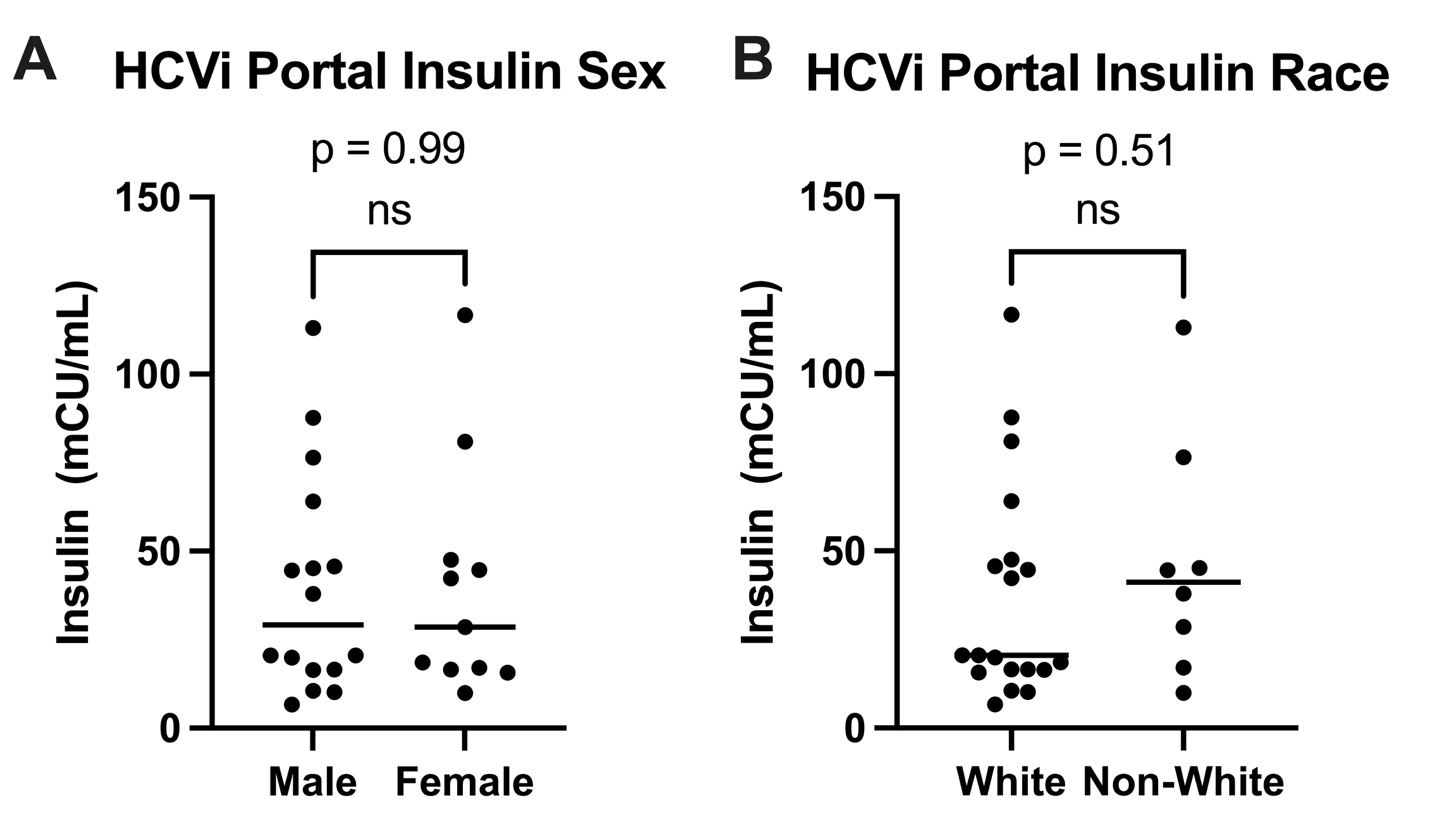 A
HCVi Portal Insulin Sex
p = 0.99
ns
150
100
50
0
Insulin (mCU/mL)
Male
Female
B
HCVi Portal Insulin Race
p = 0.51
ns
150
100
50
0
Insulin (mCU/mL)
White
Non-White